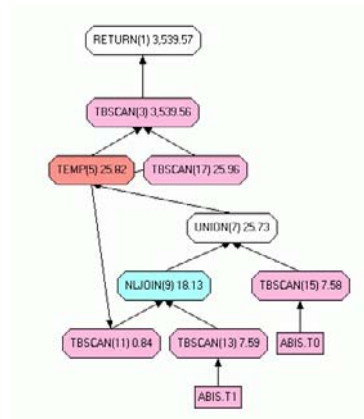 RETURN(1) 3,539.57
TBSCAN(3) 3,539.56
TEMP(5) 25.82
TBSCAN(17) 25.96
UNION(7) 25.73
NLJOIN(9) 18.13
TBSCAN(15) 7.58
TBSCAN(11) 0.84
TBSCAN(13) 7.59
ABIS.T0
ABIS.T1